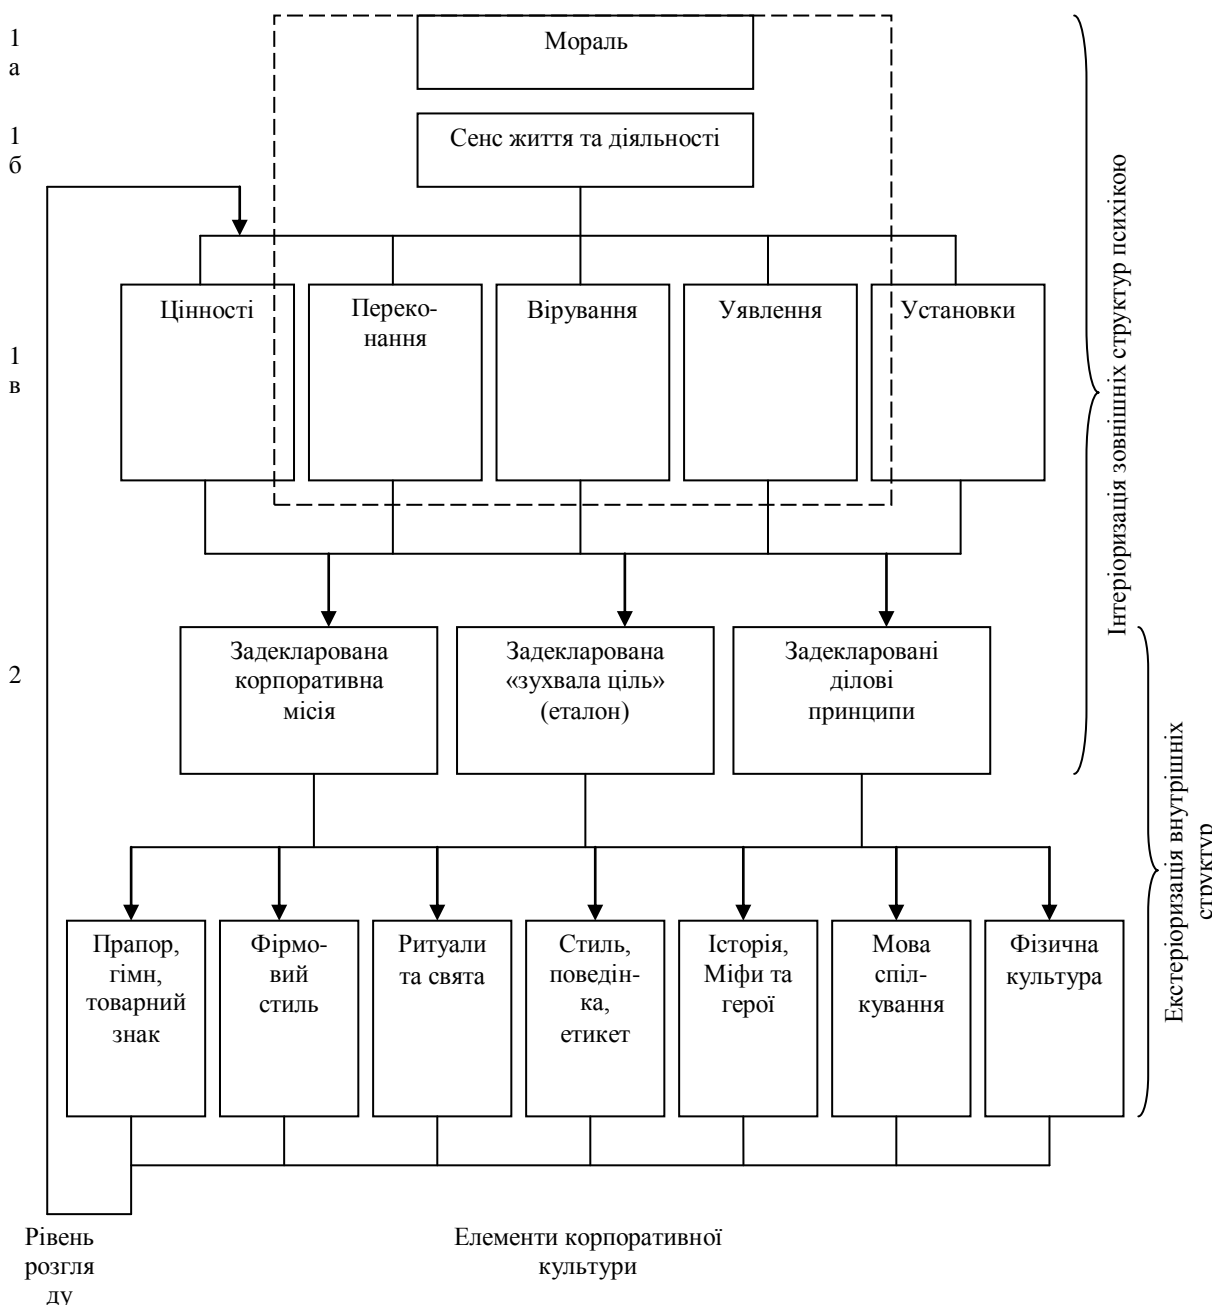 1
а
Мораль
1
б
Сенс життя та діяльності
1
в
Цінності
Переко-
нання
Вірування
Уявлення
Установки
Інтеріоризація зовнішніх структур психікою
2
Задекларована
корпоративна
місія
Задекларована
«зухвала ціль»
(еталон)
Задекларовані
ділові
принципи
Екстеріоризація внутрішніх
структур
Прапор,
гімн,
товарний
знак
Фірмо-
вий
стиль
Ритуали
та свята
Стиль,
поведін-
ка,
етикет
Історія,
Міфи та
герої
Мова
спіл-
кування
Фізична
культура
Рівень
розгля
ду
Елементи корпоративної
культури